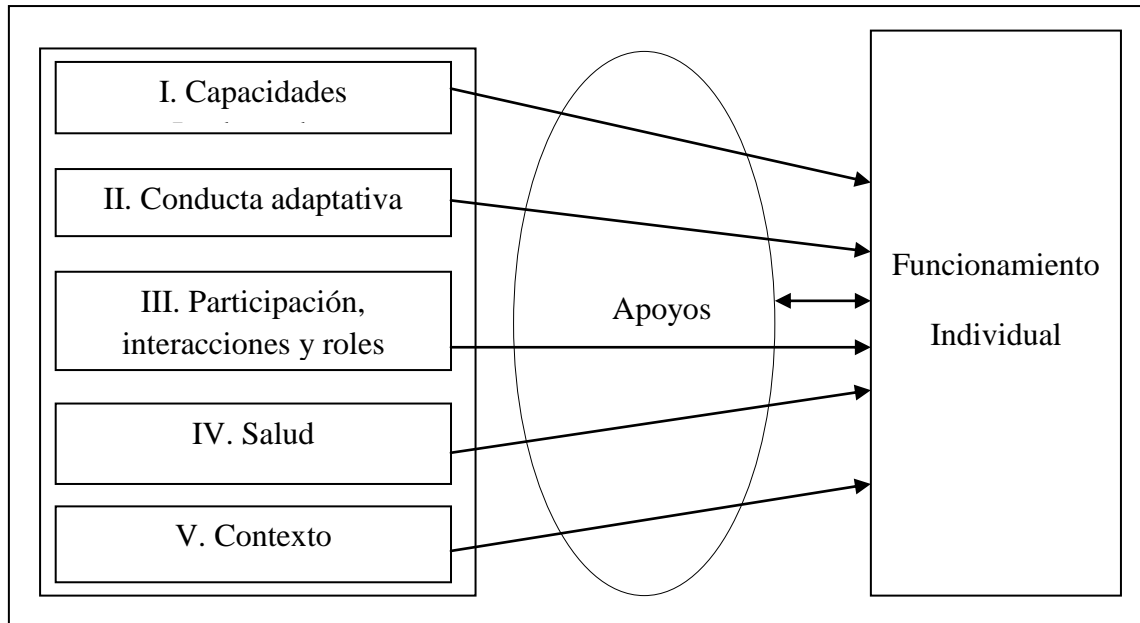 I. Capacidades
II. Conducta adaptativa
III. Participación,
interacciones y roles
IV. Salud
V. Contexto
Apoyos
Funcionamiento
Individual